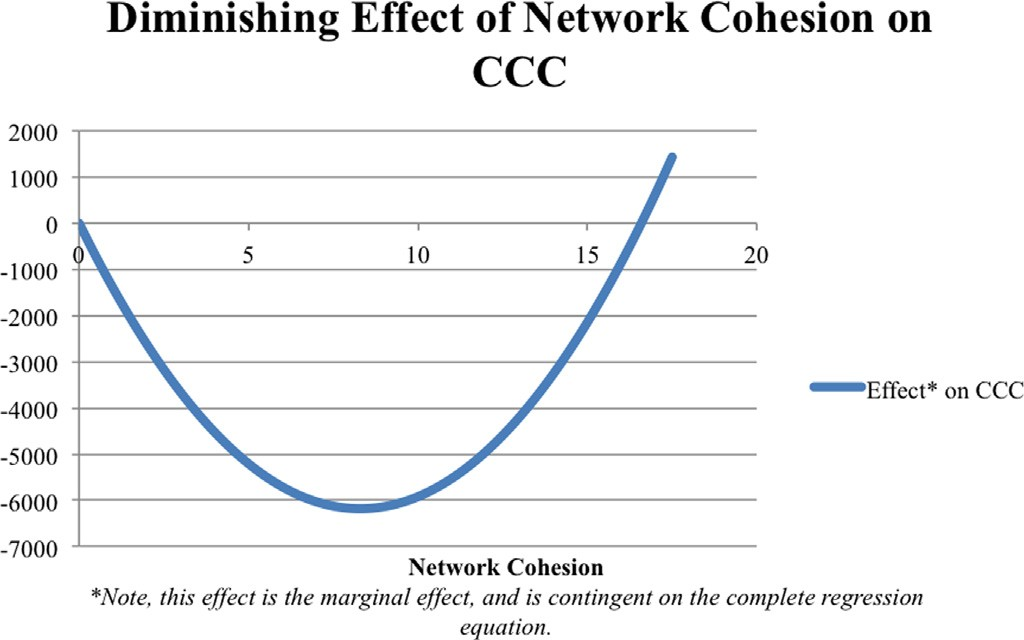 Diminishing Effect of Network Cohesion on
CCC
2000
1000
0
0 5 10 15 20
-1000
-2000
-3000
-4000
-5000
-6000
-7000
Effect* on CCC
Network Cohesion
*Note, this effect is the marginal effect, and is contingent on the complete regression
equation.